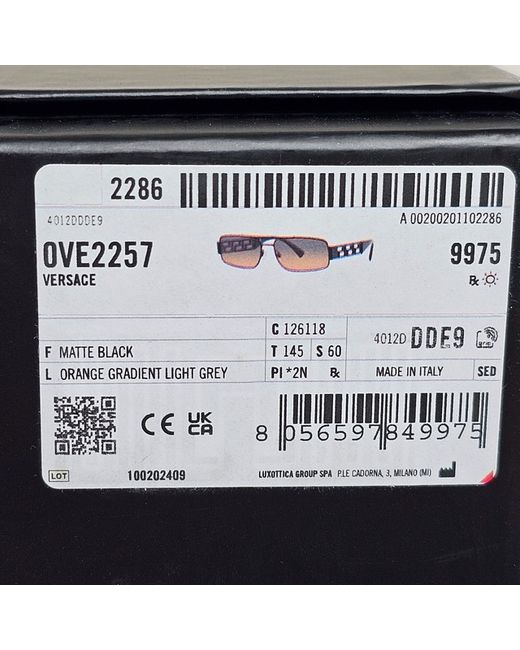 2286
4012DDDE9
A 00200201102286
0VE2257
9975
VERSACE
℞
C 126118
4012D DDE9
F MATTE BLACK
T 145 S 60
L ORANGE GRADIENT LIGHT GREY
PI *2N ℞
MADE IN ITALY
SED
CE UK CA
8 056597 849975
LOT
100202409
LUXOTTICA GROUP SPA P.LE CADORNA, 3, MILANO (MI)